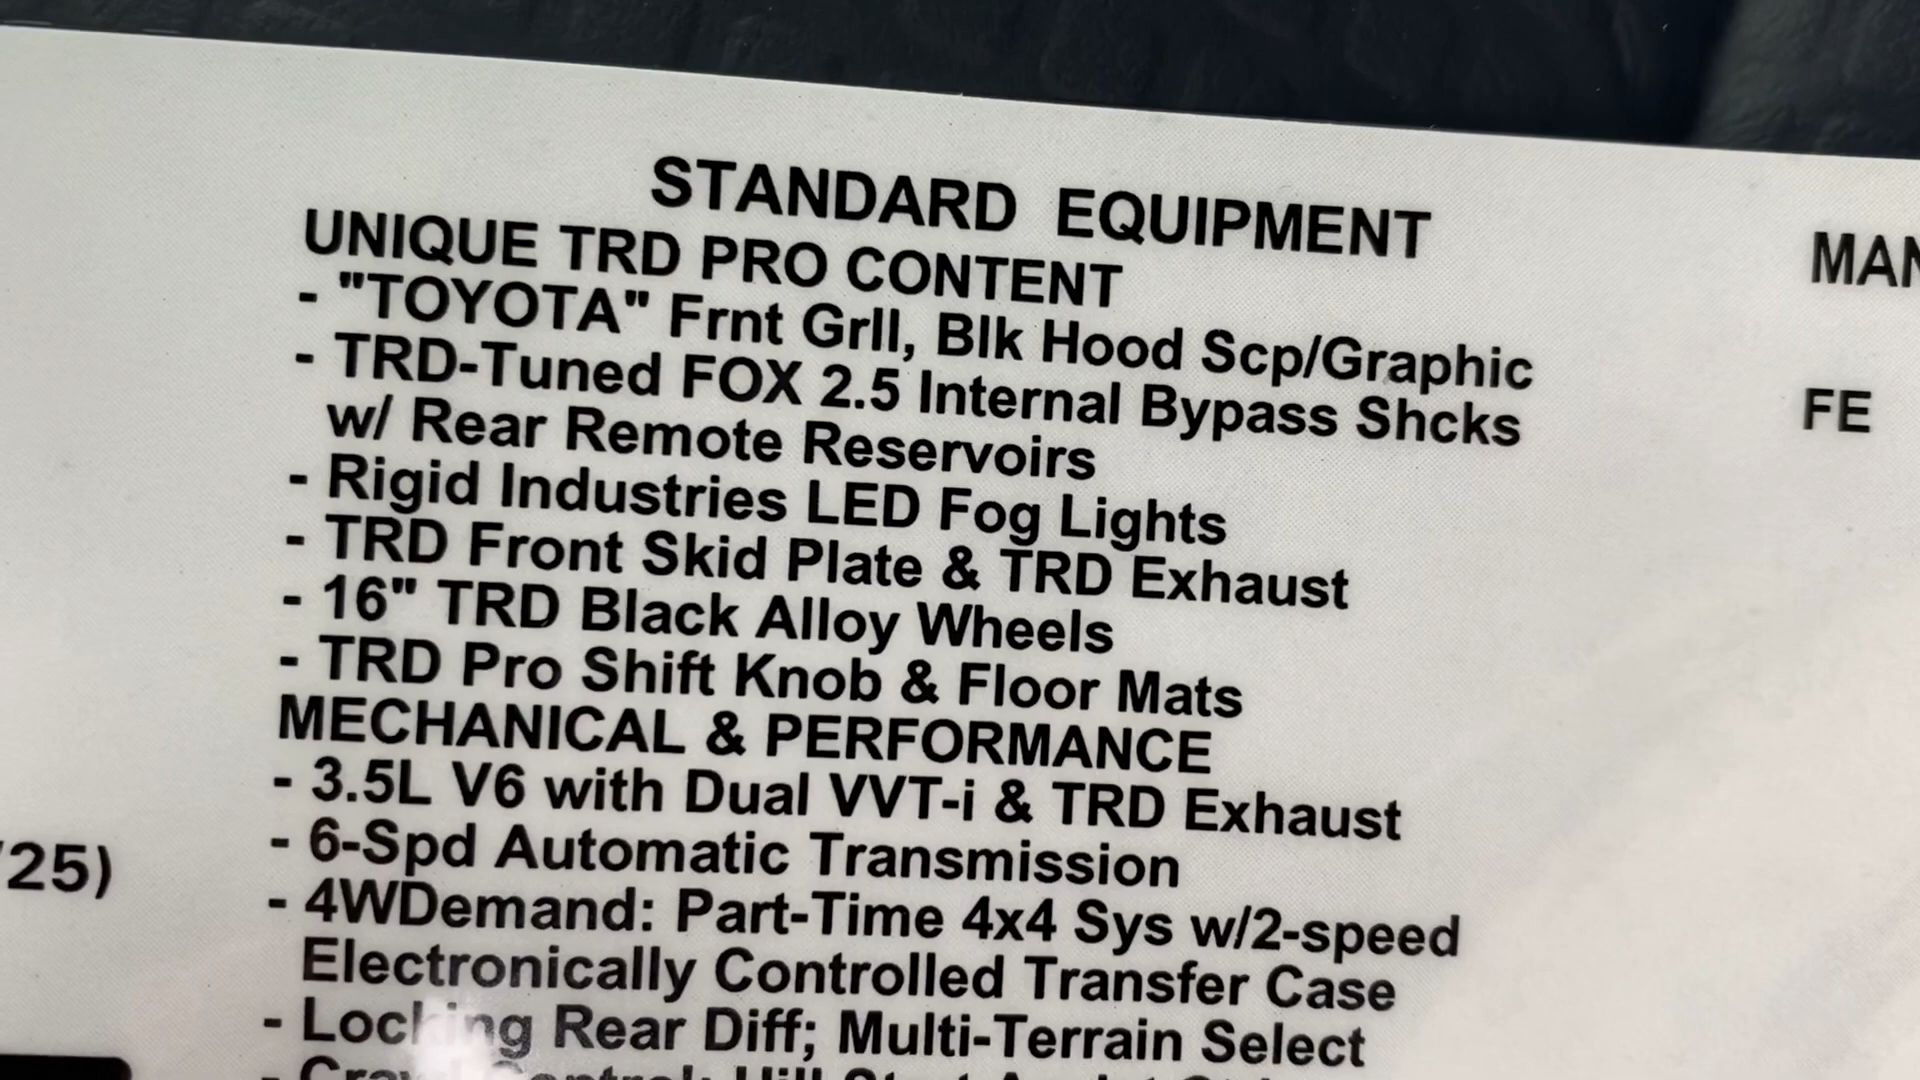 STANDARD EQUIPMENT
UNIQUE TRD PRO CONTENT
- "TOYOTA" Frnt Grll, Blk Hood Scp/Graphic
- TRD-Tuned FOX 2.5 Internal Bypass Shcks
w/ Rear Remote Reservoirs
- Rigid Industries LED Fog Lights
- TRD Front Skid Plate & TRD Exhaust
- 16" TRD Black Alloy Wheels
- TRD Pro Shift Knob & Floor Mats
MECHANICAL & PERFORMANCE
- 3.5L V6 with Dual VVT-i & TRD Exhaust
- 6-Spd Automatic Transmission
- 4WDemand: Part-Time 4x4 Sys w/2-speed
Electronically Controlled Transfer Case
- Locking Rear Diff; Multi-Terrain Select
/25)
MAN
FE